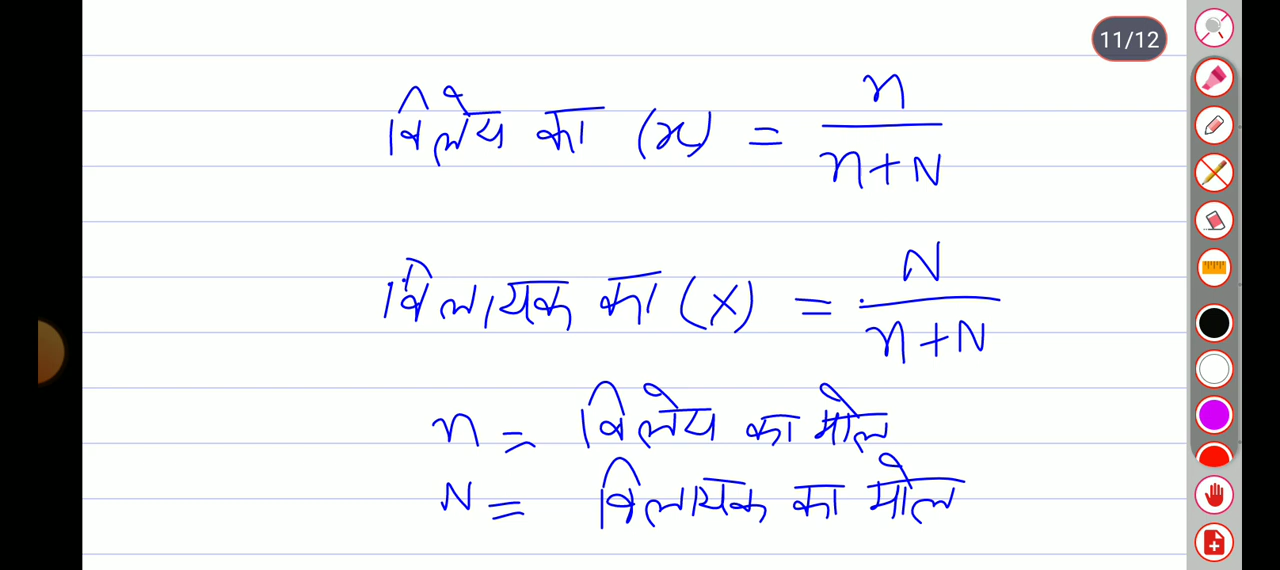 11/12
विलेय का (x) = n / n+N
विलायक का (X) = N / n+N
n = विलेय का मोल
N = विलायक का मोल